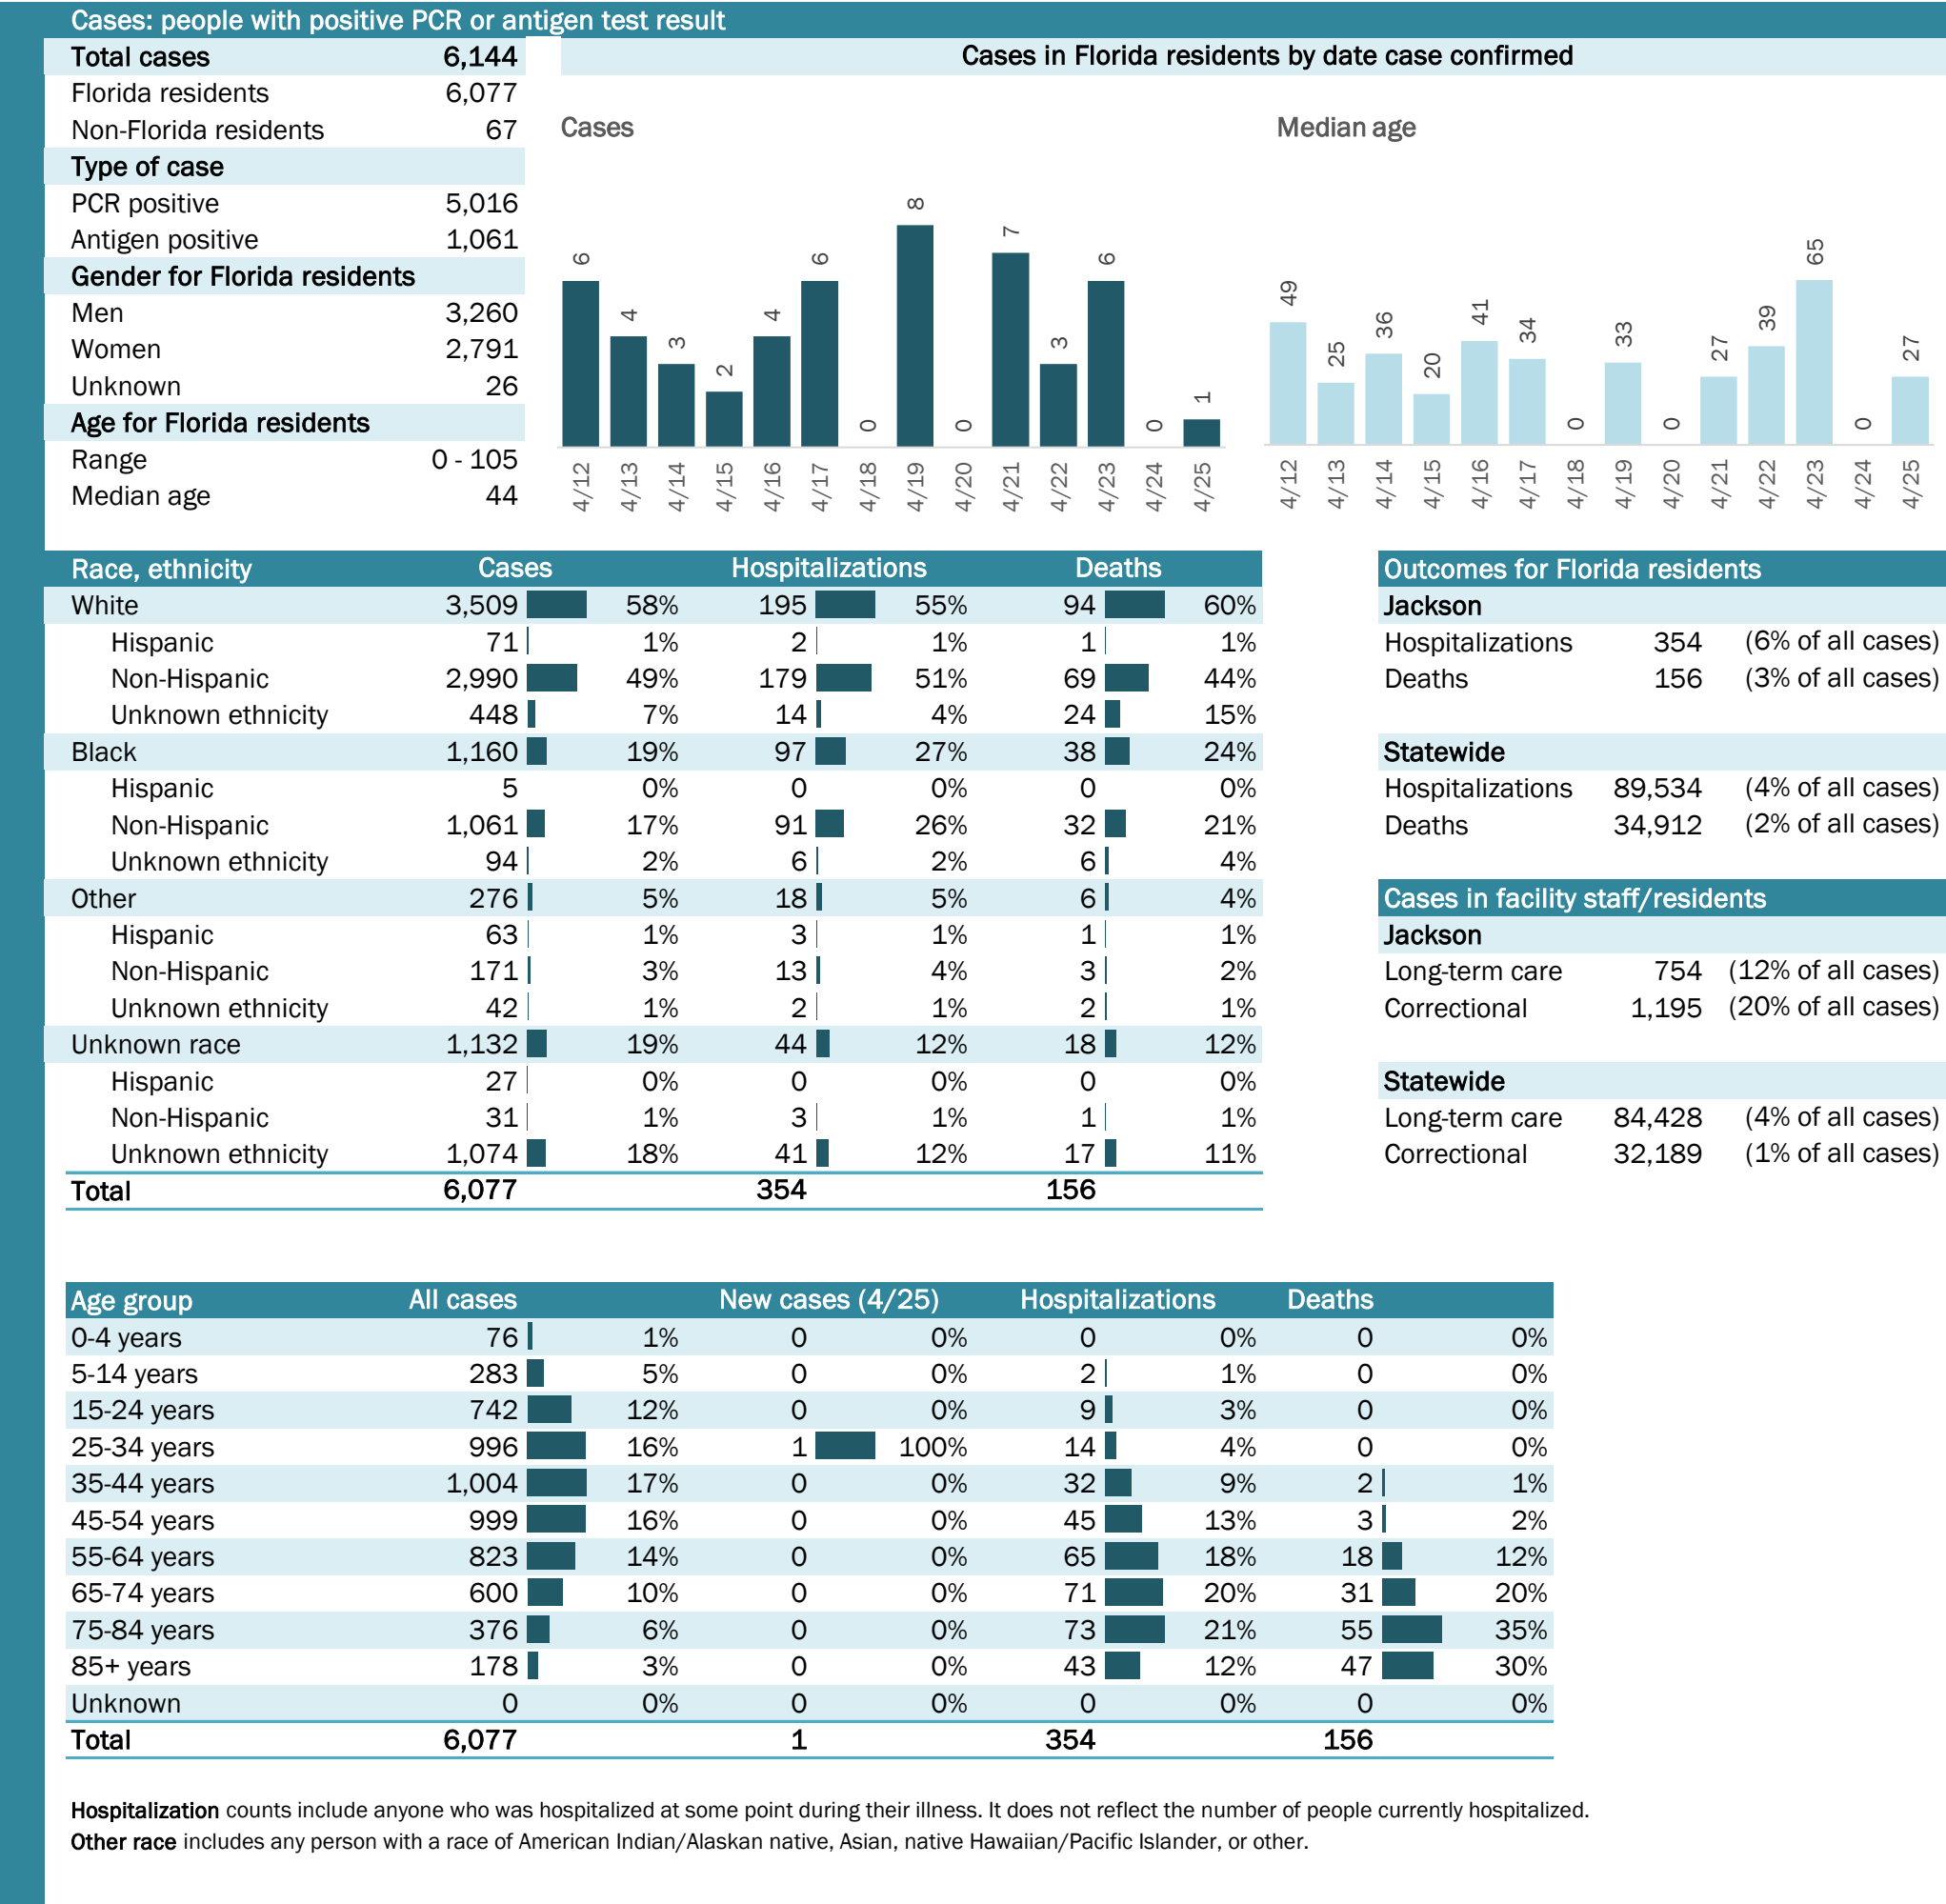 Cases: people with positive PCR or antigen test result
Total cases 6,144
Florida residents 6,077
Non-Florida residents 67
Type of case
PCR positive 5,016
Antigen positive 1,061
Gender for Florida residents
Men 3,260
Women 2,791
Unknown 26
Age for Florida residents
Range 0 - 105
Median age 44
Cases in Florida residents by date case confirmed
Cases
6 4 3 2 4 6 0 8 0 7 3 6 0 1
4/12 4/13 4/14 4/15 4/16 4/17 4/18 4/19 4/20 4/21 4/22 4/23 4/24 4/25
Median age
49 25 36 20 41 34 0 33 0 27 39 65 0 27
4/12 4/13 4/14 4/15 4/16 4/17 4/18 4/19 4/20 4/21 4/22 4/23 4/24 4/25
Race, ethnicity Cases Hospitalizations Deaths
White 3,509 58% 195 55% 94 60%
Hispanic 71 1% 2 1% 1 1%
Non-Hispanic 2,990 49% 179 51% 69 44%
Unknown ethnicity 448 7% 14 4% 24 15%
Black 1,160 19% 97 27% 38 24%
Hispanic 5 0% 0 0% 0 0%
Non-Hispanic 1,061 17% 91 26% 32 21%
Unknown ethnicity 94 2% 6 2% 6 4%
Other 276 5% 18 5% 6 4%
Hispanic 63 1% 3 1% 1 1%
Non-Hispanic 171 3% 13 4% 3 2%
Unknown ethnicity 42 1% 2 1% 2 1%
Unknown race 1,132 19% 44 12% 18 12%
Hispanic 27 0% 0 0% 0 0%
Non-Hispanic 31 1% 3 1% 1 1%
Unknown ethnicity 1,074 18% 41 12% 17 11%
Total 6,077 354 156
Outcomes for Florida residents
Jackson
Hospitalizations 354 (6% of all cases)
Deaths 156 (3% of all cases)
Statewide
Hospitalizations 89,534 (4% of all cases)
Deaths 34,912 (2% of all cases)
Cases in facility staff/residents
Jackson
Long-term care 754 (12% of all cases)
Correctional 1,195 (20% of all cases)
Statewide
Long-term care 84,428 (4% of all cases)
Correctional 32,189 (1% of all cases)
Age group All cases New cases (4/25) Hospitalizations Deaths
0-4 years 76 1% 0 0% 0 0% 0 0%
5-14 years 283 5% 0 0% 2 1% 0 0%
15-24 years 742 12% 0 0% 9 3% 0 0%
25-34 years 996 16% 1 100% 14 4% 0 0%
35-44 years 1,004 17% 0 0% 32 9% 2 1%
45-54 years 999 16% 0 0% 45 13% 3 2%
55-64 years 823 14% 0 0% 65 18% 18 12%
65-74 years 600 10% 0 0% 71 20% 31 20%
75-84 years 376 6% 0 0% 73 21% 55 35%
85+ years 178 3% 0 0% 43 12% 47 30%
Unknown 0 0% 0 0% 0 0% 0 0%
Total 6,077 1 354 156
Hospitalization counts include anyone who was hospitalized at some point during their illness. It does not reflect the number of people currently hospitalized.
Other race includes any person with a race of American Indian/Alaskan native, Asian, native Hawaiian/Pacific Islander, or other.